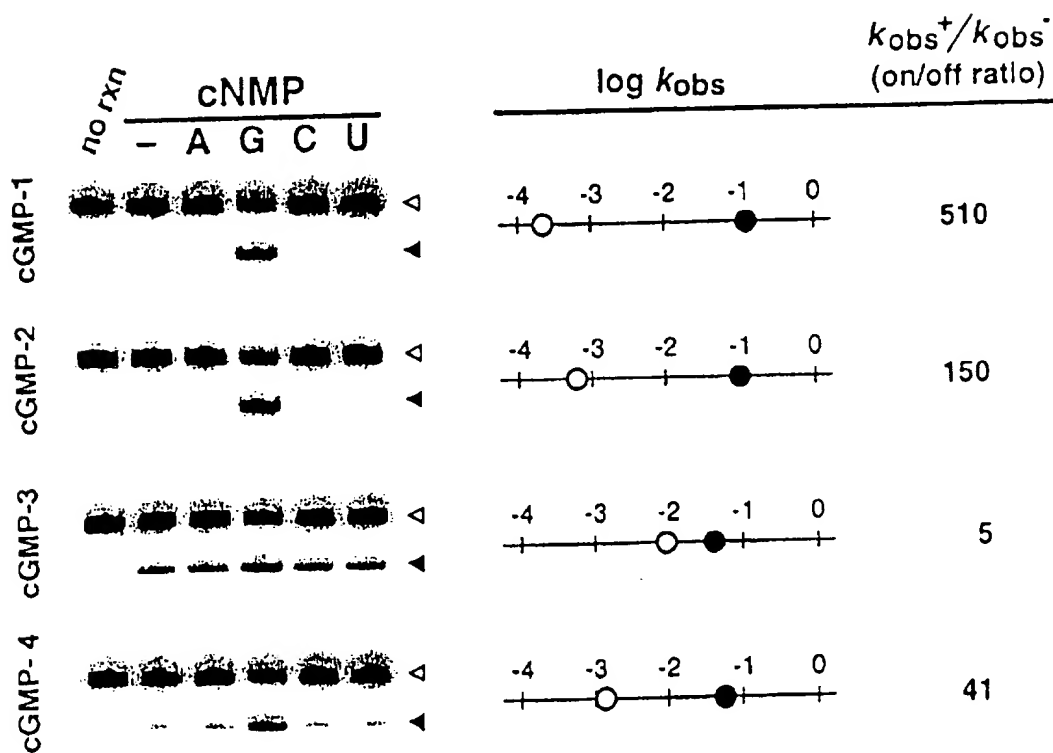 no rxn
cNMP
– A G C U
log kobs
kobs+/kobs-
(on/off ratio)
cGMP-1
-4 -3 -2 -1 0
510
cGMP-2
-4 -3 -2 -1 0
150
cGMP-3
-4 -3 -2 -1 0
5
cGMP-4
-4 -3 -2 -1 0
41